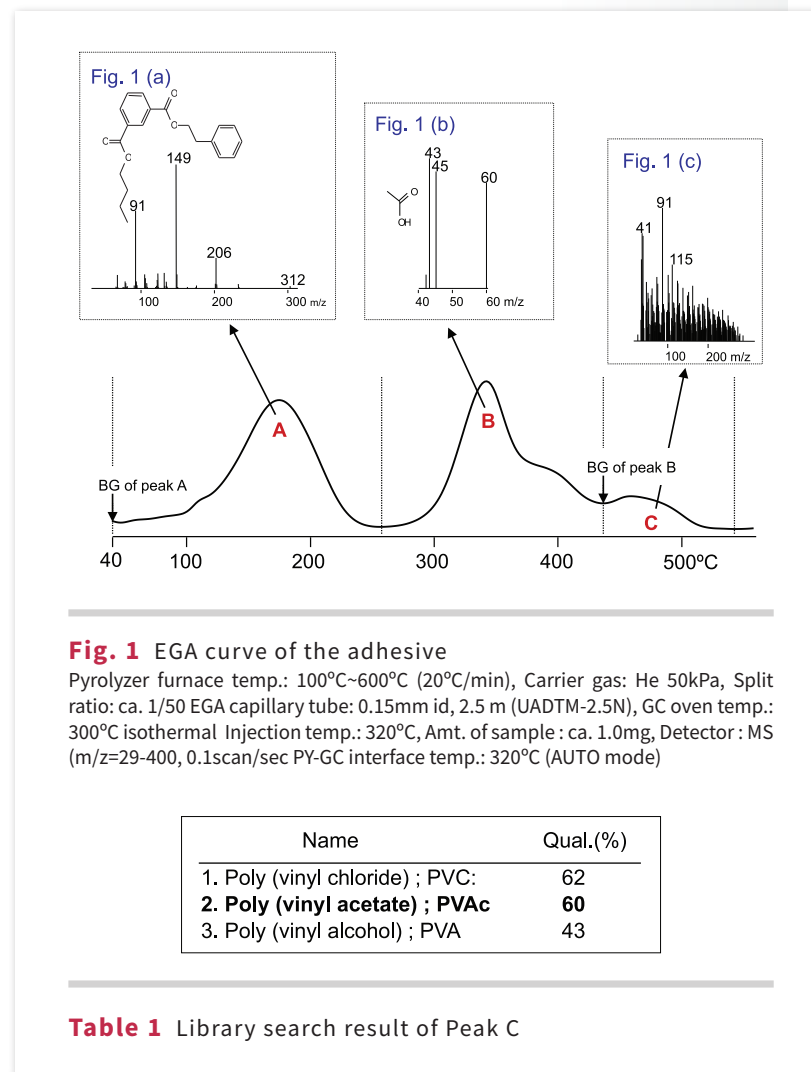 Fig. 1 (a)
O
O
O
O
149
91
206
312
100
200
300 m/z
Fig. 1 (b)
43
45
60
O
OH
40
50
60 m/z
Fig. 1 (c)
91
41
115
100
200 m/z
A
B
C
BG of peak A
BG of peak B
40
100
200
300
400
500ºC
Fig. 1 EGA curve of the adhesive
Pyrolyzer furnace temp.: 100ºC~600ºC (20ºC/min), Carrier gas: He 50kPa, Split
ratio: ca. 1/50 EGA capillary tube: 0.15mm id, 2.5 m (UADTM-2.5N), GC oven temp.:
300ºC isothermal Injection temp.: 320ºC, Amt. of sample : ca. 1.0mg, Detector : MS
(m/z=29-400, 0.1scan/sec PY-GC interface temp.: 320ºC (AUTO mode)
Name Qual.(%)
1. Poly (vinyl chloride) ; PVC: 62
2. Poly (vinyl acetate) ; PVAc 60
3. Poly (vinyl alcohol) ; PVA 43
Table 1 Library search result of Peak C